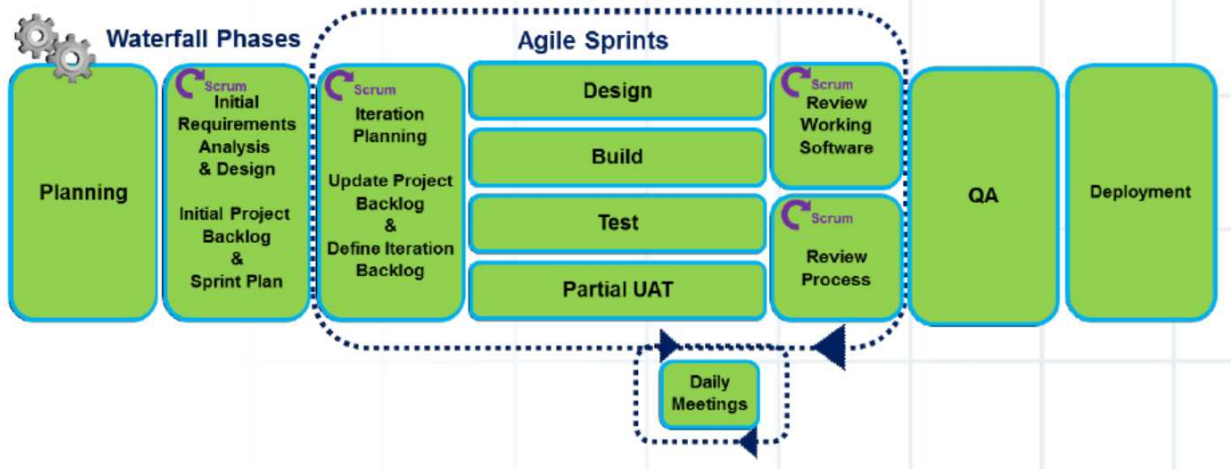 Waterfall Phases
Agile Sprints
Planning
Scrum
Initial
Requirements
Analysis
& Design
Initial Project
Backlog
&
Sprint Plan
Scrum
Iteration
Planning
Update Project
Backlog
&
Define Iteration
Backlog
Design
Build
Test
Partial UAT
Scrum
Review
Working
Software
Scrum
Review
Process
QA
Deployment
Daily
Meetings